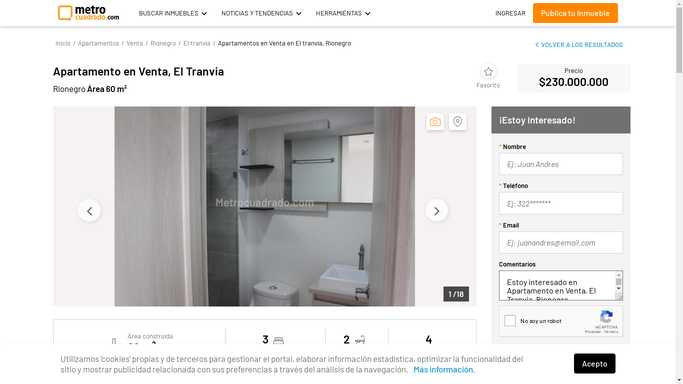 metro
cuadrado.com
BUSCAR INMUEBLES
NOTICIAS Y TENDENCIAS
HERRAMIENTAS
INGRESAR
Publica tu Inmueble
Inicio / Apartamentos / Venta / Rionegro / El tranvia / Apartamentos en Venta en El tranvia, Rionegro
VOLVER A LOS RESULTADOS
Apartamento en Venta, El Tranvia
Rionegro Área 60 m²
Favorito
Precio
$230.000.000
Metrocuadrado.com
1 / 18
¡Estoy Interesado!
* Nombre
Ej: Juan Andres
* Teléfono
Ej: 322*******
* Email
Ej: juanandres@email.com
Comentarios
Estoy interesado en
Apartamento en Venta, El
Tranvia, Rionegro
No soy un robot
reCAPTCHA
Privacidad - Términos
Área construida
3
2
4
Utilizamos 'cookies' propias y de terceros para gestionar el portal, elaborar información estadística, optimizar la funcionalidad del
sitio y mostrar publicidad relacionada con sus preferencias a través del análisis de la navegación. Más información.
Acepto